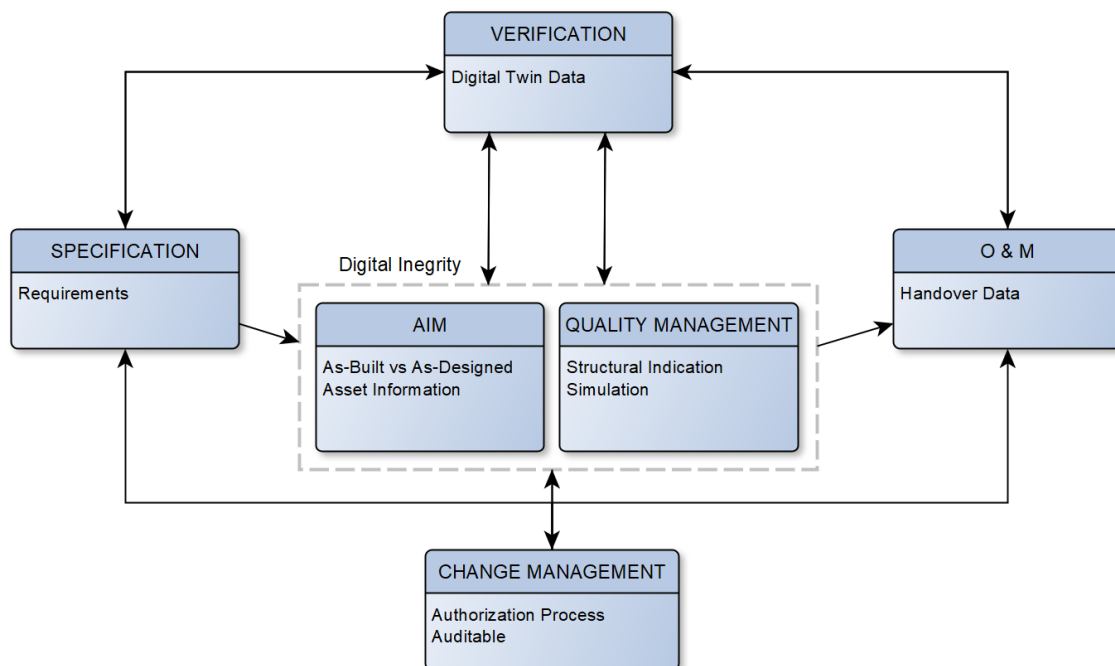 VERIFICATION
Digital Twin Data
SPECIFICATION
Requirements
Digital Inegrity
AIM
As-Built vs As-Designed
Asset Information
QUALITY MANAGEMENT
Structural Indication
Simulation
O & M
Handover Data
CHANGE MANAGEMENT
Authorization Process
Auditable